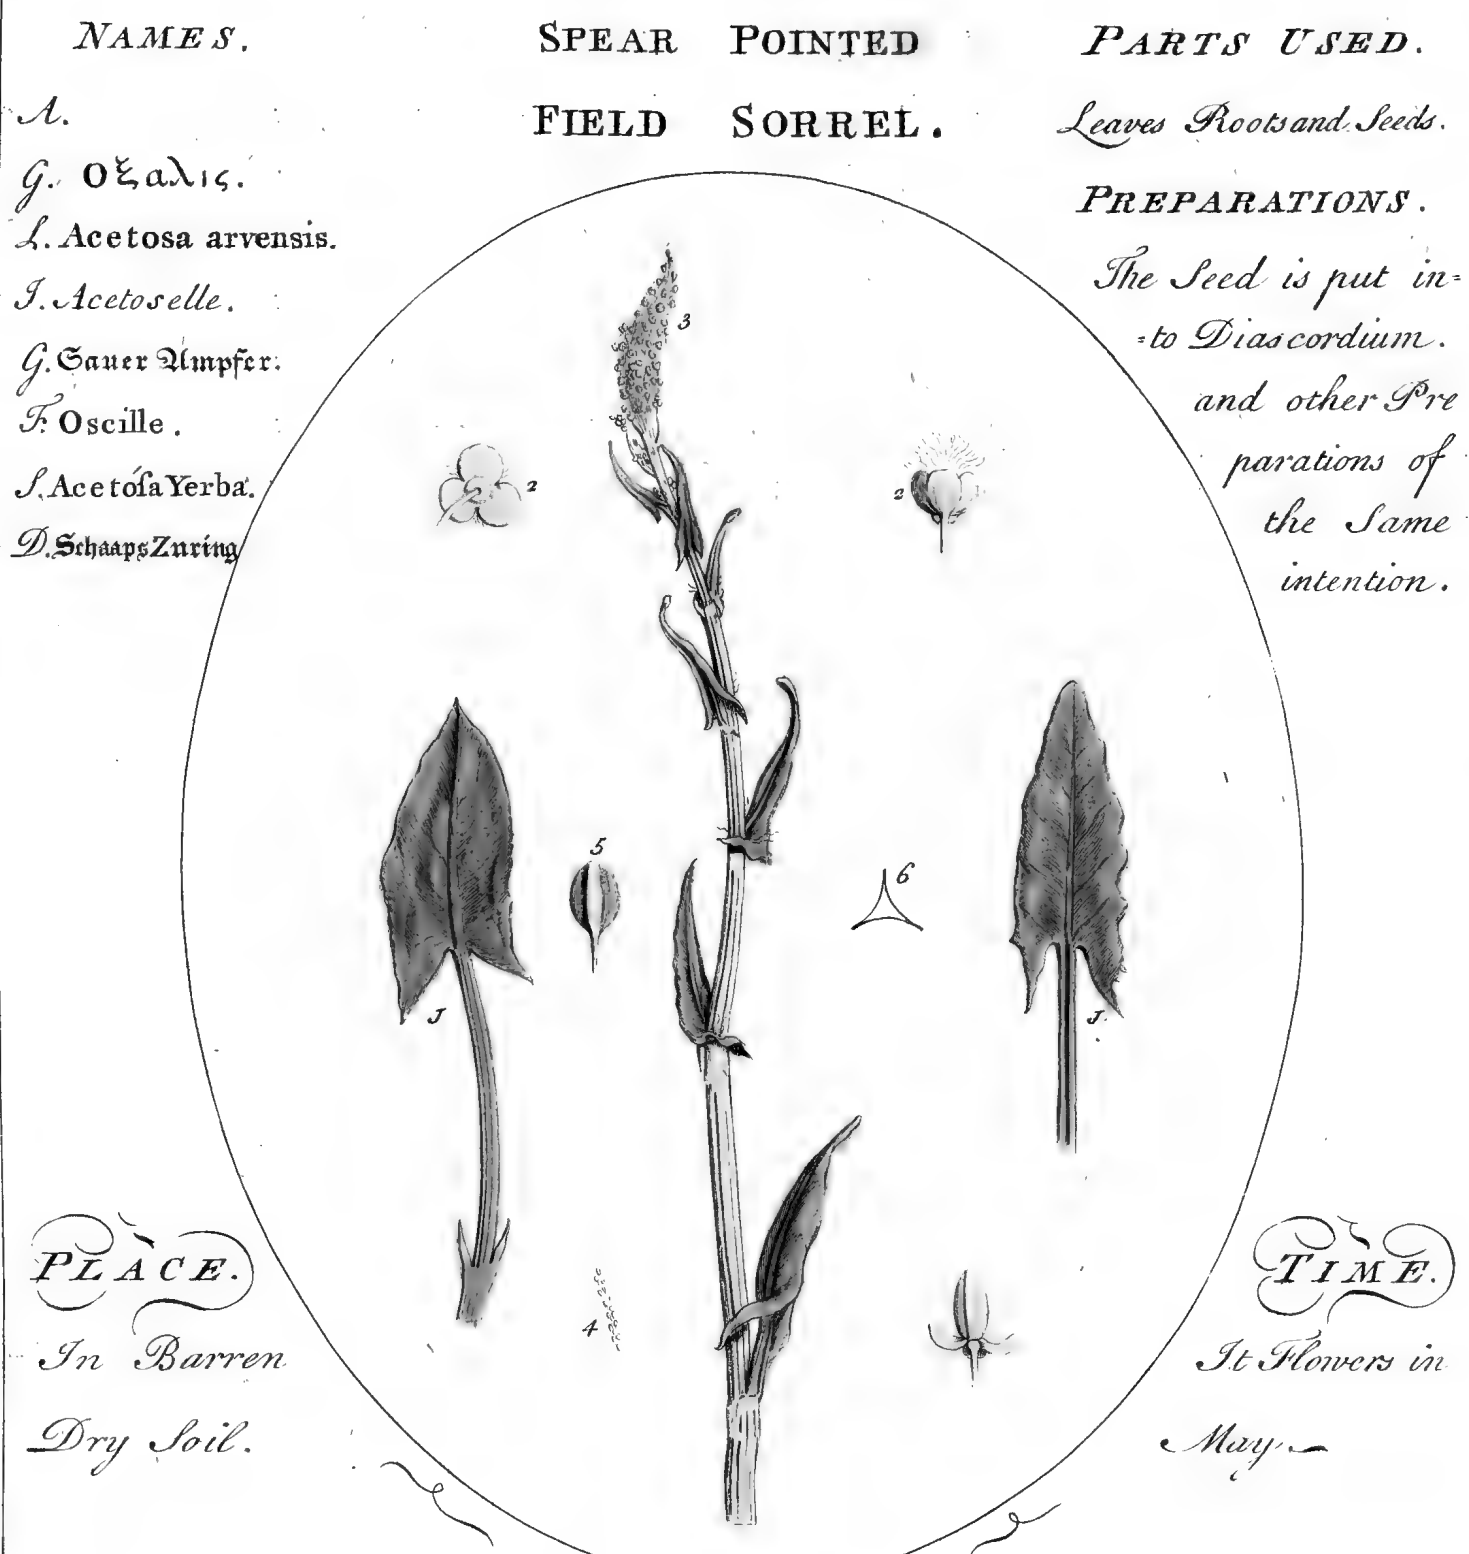 NAMES.
A.
G. Οξαλις.
L. Acetosa arvensis.
I. Acetoselle.
G. Sauer Ampfer.
F. Oscille.
S. Acetósa Yerba.
D. Schaaps Zuring
SPEAR POINTED
FIELD SORREL.
PARTS USED.
Leaves Roots and Seeds.
PREPARATIONS.
The Seed is put in=
=to Diascordium.
and other Pre
parations of
the Same
intention.
3
2
2
5
6
J
J.
4
PLACE.
In Barren
Dry Soil.
TIME.
It Flowers in
May.